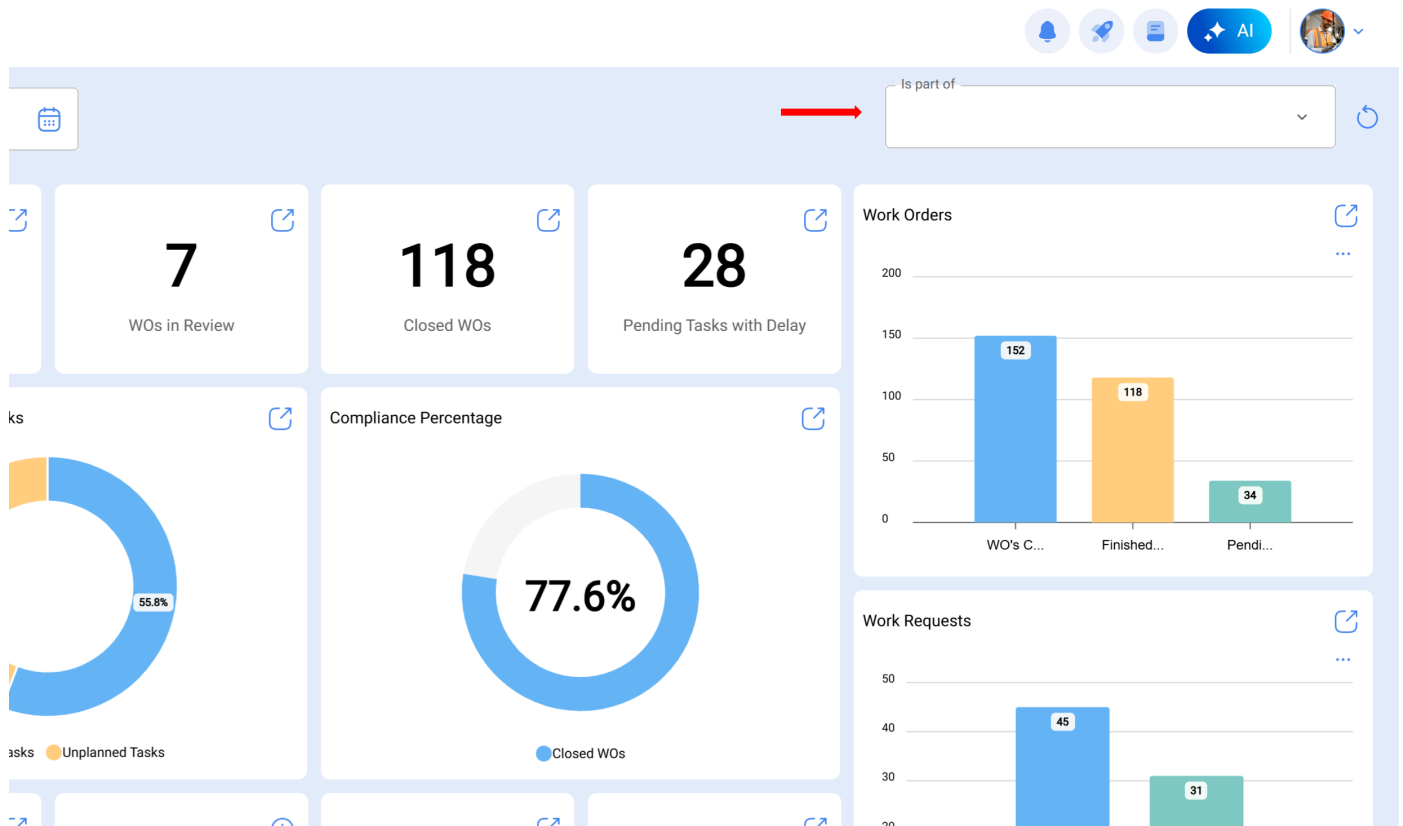 AI
Is part of
7
WOs in Review
118
Closed WOs
28
Pending Tasks with Delay
Work Orders
200
150
100
50
0
152
118
34
WO's C...
Finished...
Pendi...
ks
55.8%
asks
Unplanned Tasks
Compliance Percentage
77.6%
Closed WOs
Work Requests
50
40
30
20
45
31